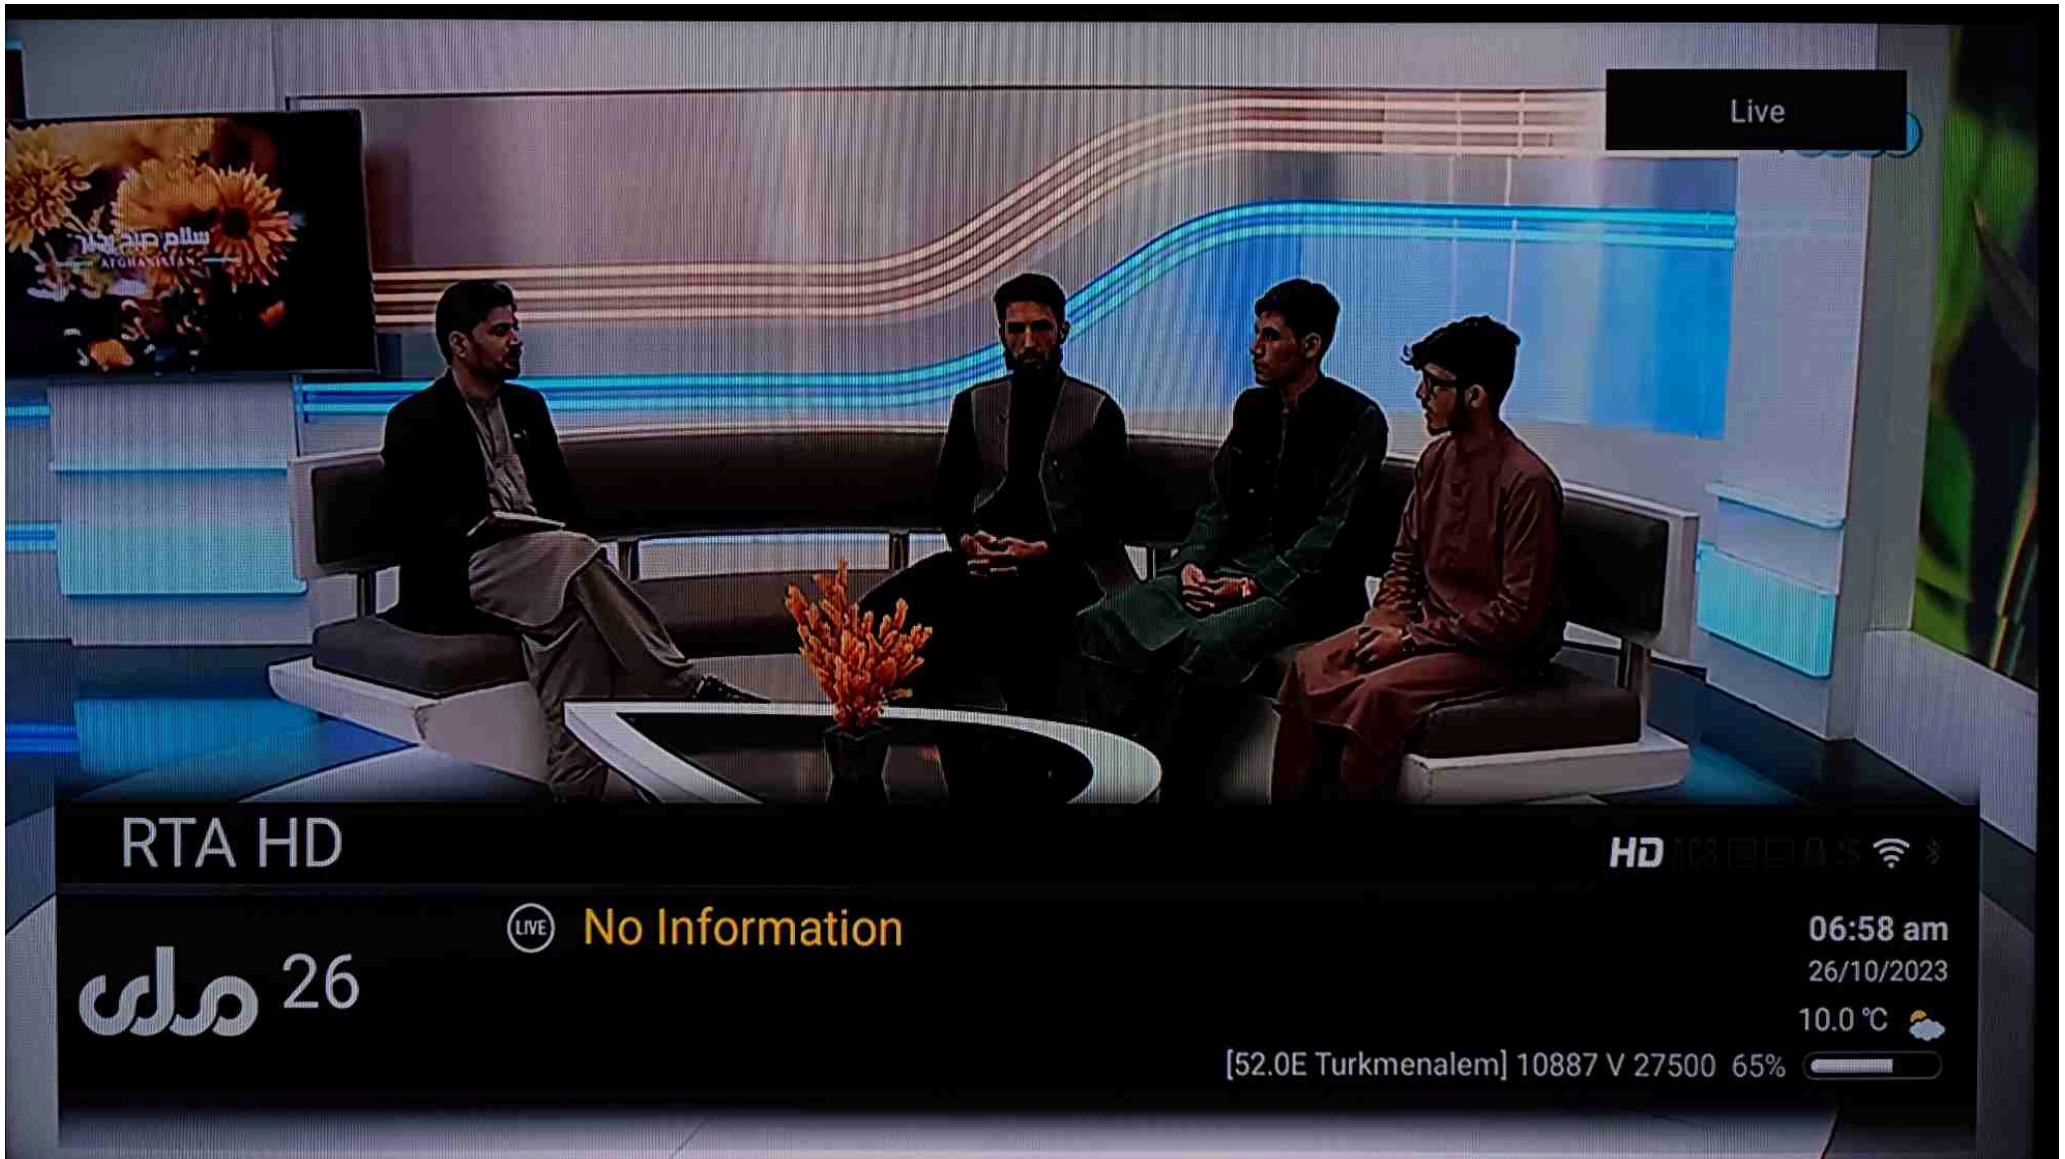 Live
سلام صبح بخیر
AFGHANISTAN
RTA HD
HD
LIVE No Information
06:58 am
ملی 26
26/10/2023
10.0 °C
[52.0E Turkmenalem] 10887 V 27500 65%